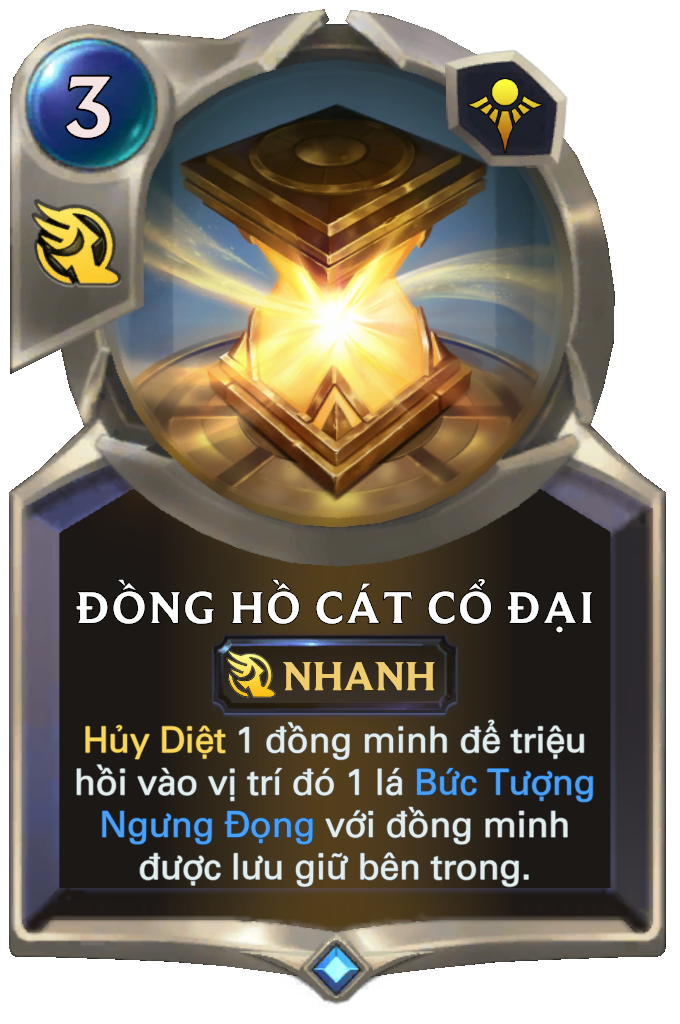 3
ĐỒNG HỒ CÁT CỔ ĐẠI
NHANH
Hủy Diệt 1 đồng minh để triệu
hồi vào vị trí đó 1 lá Bức Tượng
Ngưng Đọng với đồng minh
được lưu giữ bên trong.